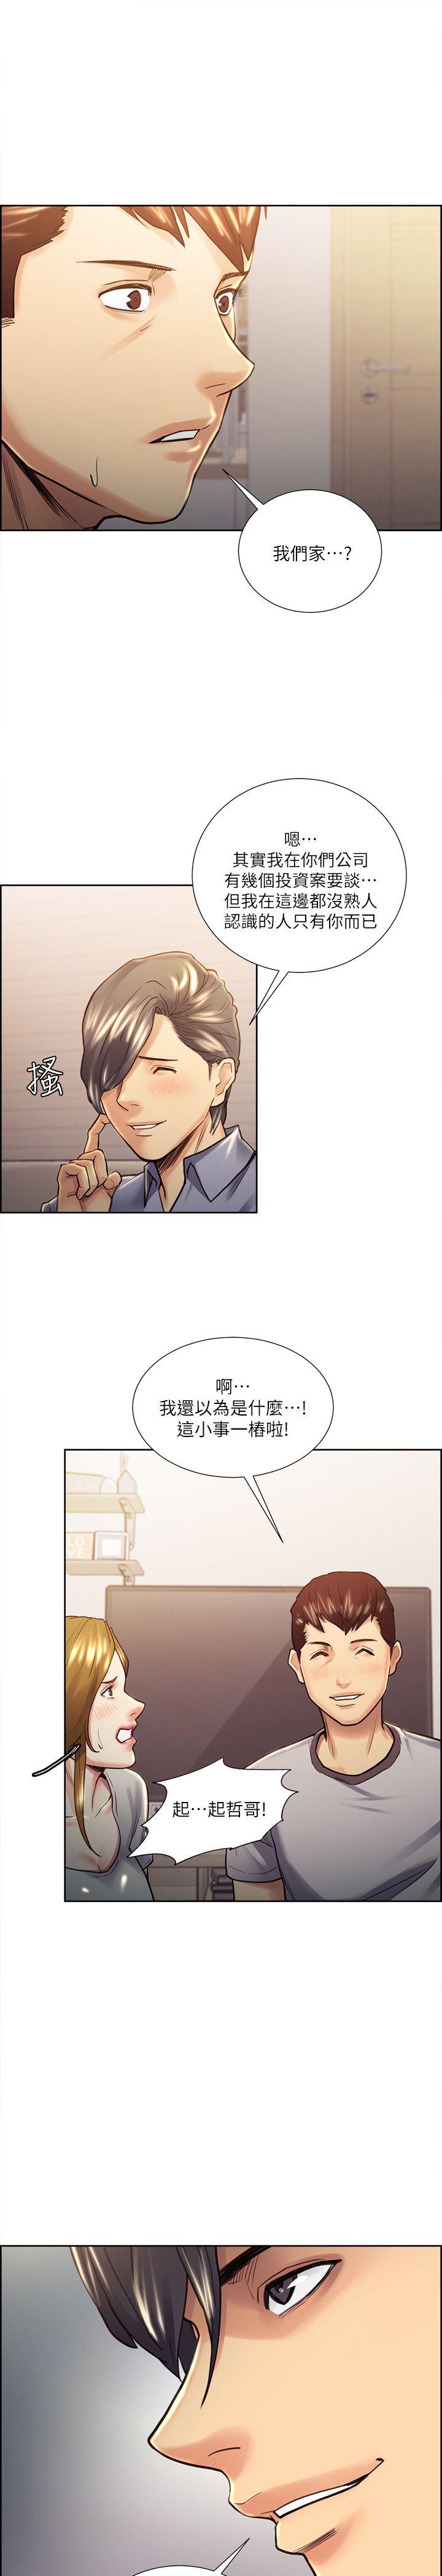 我們家⋯?
嗯⋯
其實我在你們公司
有幾個投資案要談⋯
但我在這邊都沒熟人
認識的人只有你而已
搔
啊⋯
我還以為是什麼⋯!
這小事一樁啦!
起⋯起哲哥!